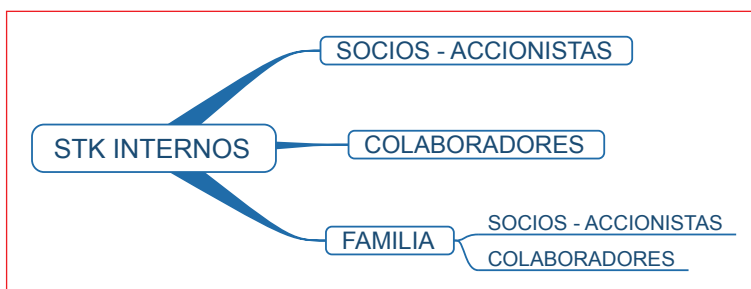 SOCIOS - ACCIONISTAS
STK INTERNOS
COLABORADORES
FAMILIA
SOCIOS - ACCIONISTAS
COLABORADORES